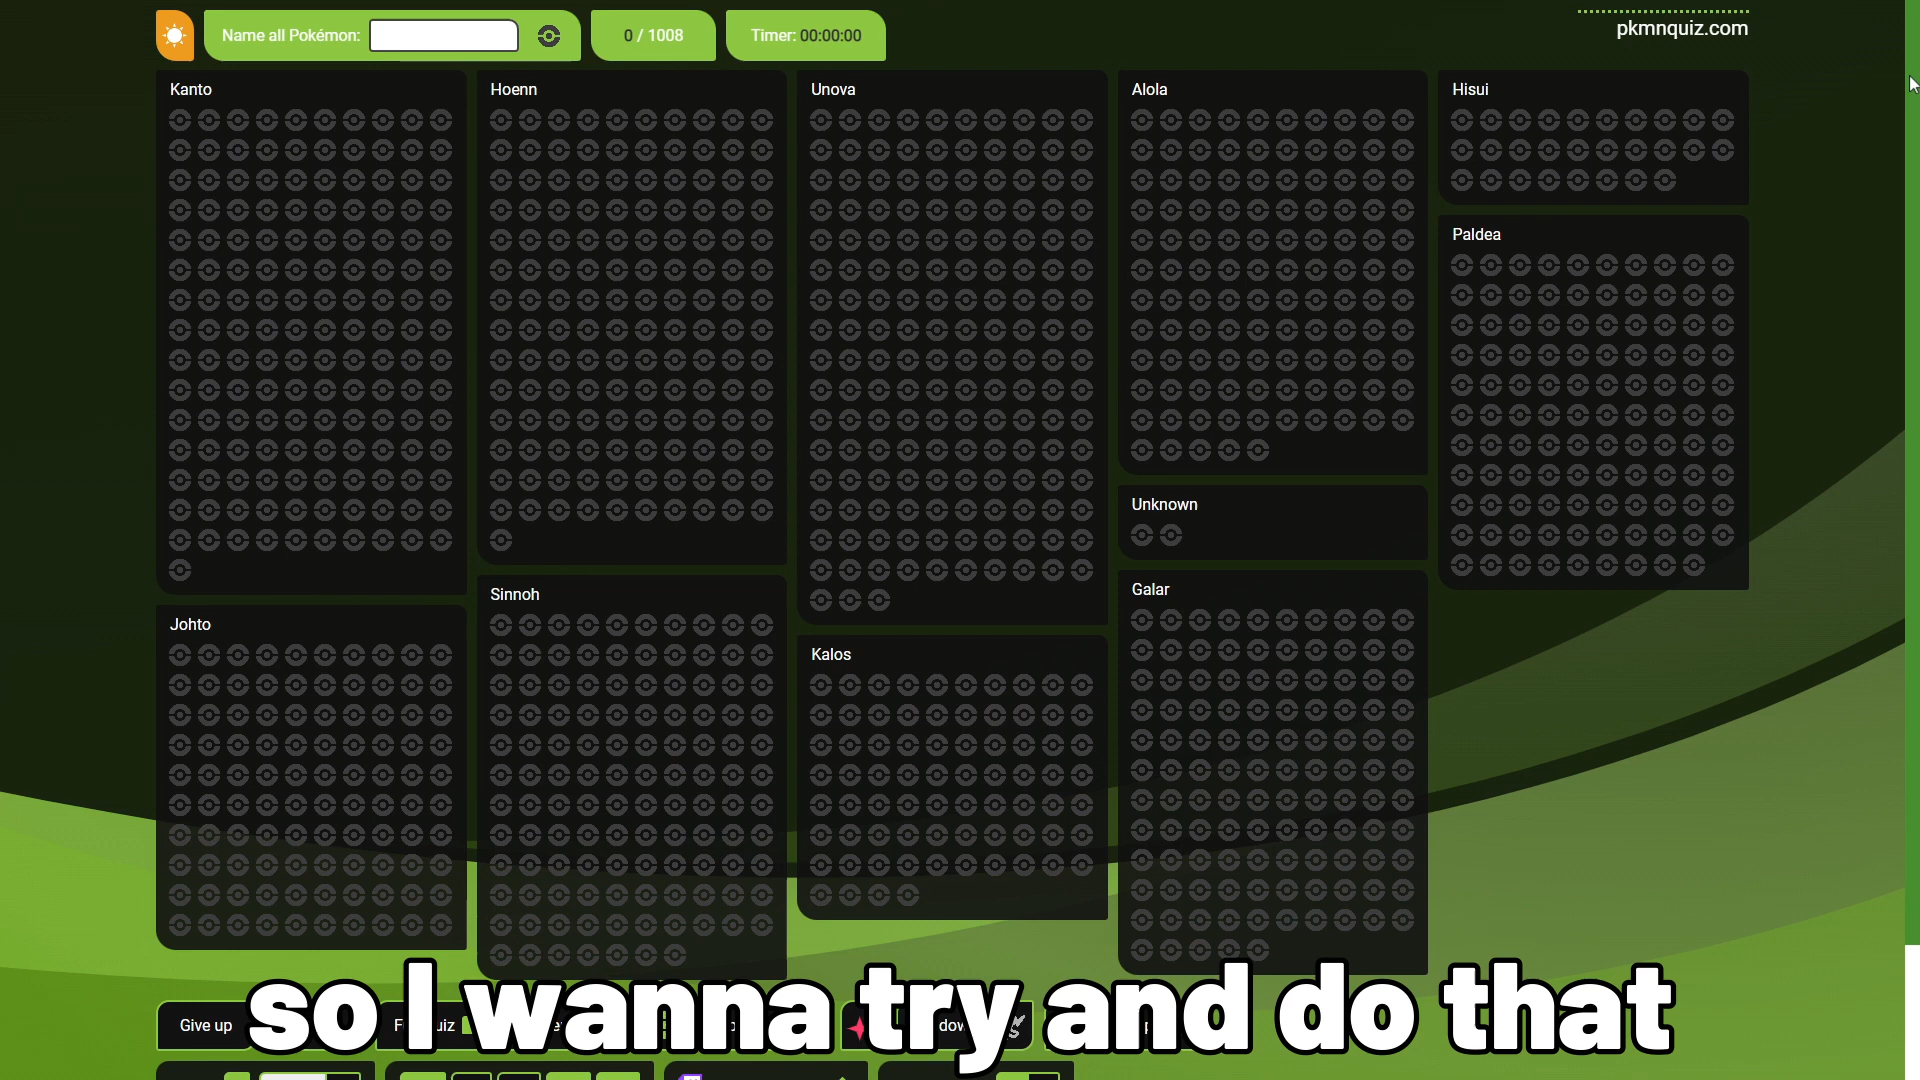 Name all Pokémon:
0 / 1008
Timer: 00:00:00
pkmnquiz.com
Kanto
Hoenn
Unova
Alola
Hisui
Paldea
Unknown
Galar
Sinnoh
Johto
Kalos
Give up
so I wanna try and do that